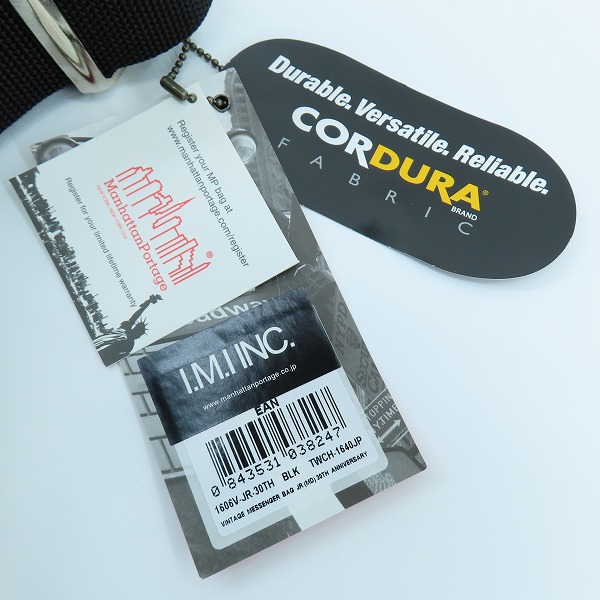 Durable. Versatile. Reliable.
CORDURA®
BRAND
FABRIC
Register your MP bag at
www.manhattanportage.com/register
ManhattanPortage®
Register for your limited lifetime warranty
I.M.I INC.
www.manhattanportage.co.jp
EAN
0 843531 038247
1606V-JR-30TH BLK TWCH-1640JP
VINTAGE MESSENGER BAG JR (MD) 30TH ANNIVERSARY